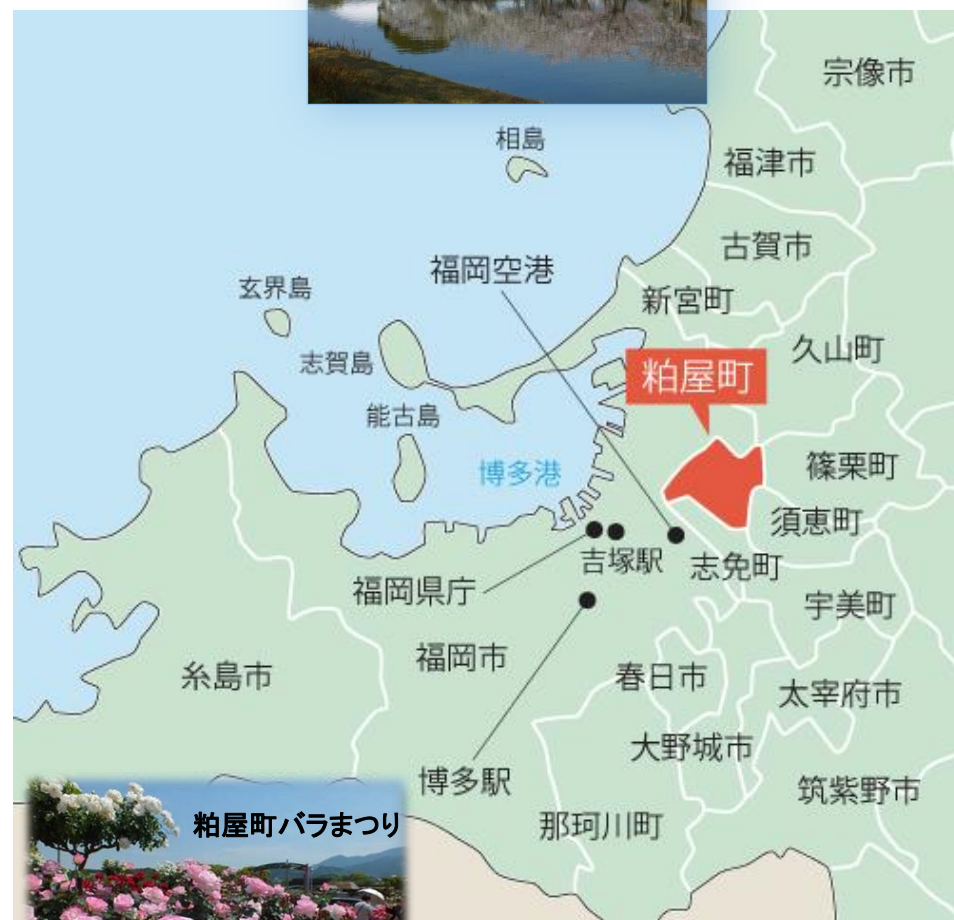 宗像市
相島
福津市
古賀市
福岡空港
玄界島
新宮町
志賀島
久山町
粕屋町
能古島
博多港
篠栗町
須恵町
吉塚駅
志免町
福岡県庁
宇美町
福岡市
糸島市
春日市
太宰府市
大野城市
博多駅
筑紫野市
那珂川町
粕屋町バラまつり